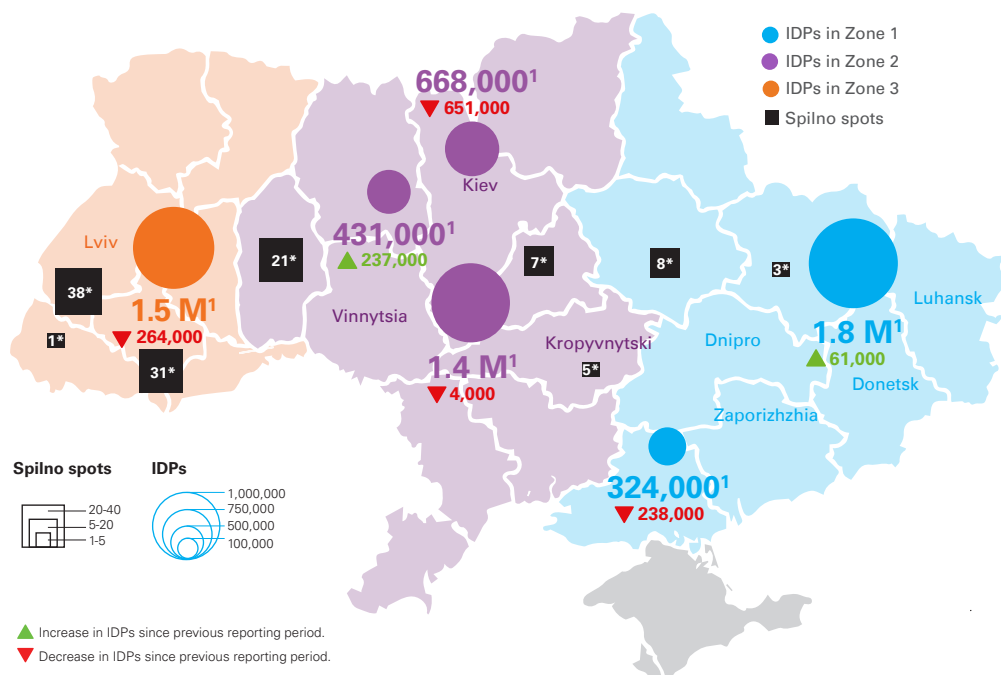 IDPs in Zone 1
IDPs in Zone 2
IDPs in Zone 3
Spilno spots
668,000¹
651,000
Kiev
431,000¹
237,000
Lviv
21*
7*
8*
3*
38*
1.5 M¹
264,000
1*
31*
Vinnytsia
1.4 M¹
4,000
Kropyvnytski
5*
Luhansk
Dnipro
1.8 M¹
61,000
Donetsk
Zaporizhzhia
324,000¹
238,000
Spilno spots
20-40
5-20
1-5
IDPs
1,000,000
750,000
500,000
100,000
Increase in IDPs since previous reporting period.
Decrease in IDPs since previous reporting period.